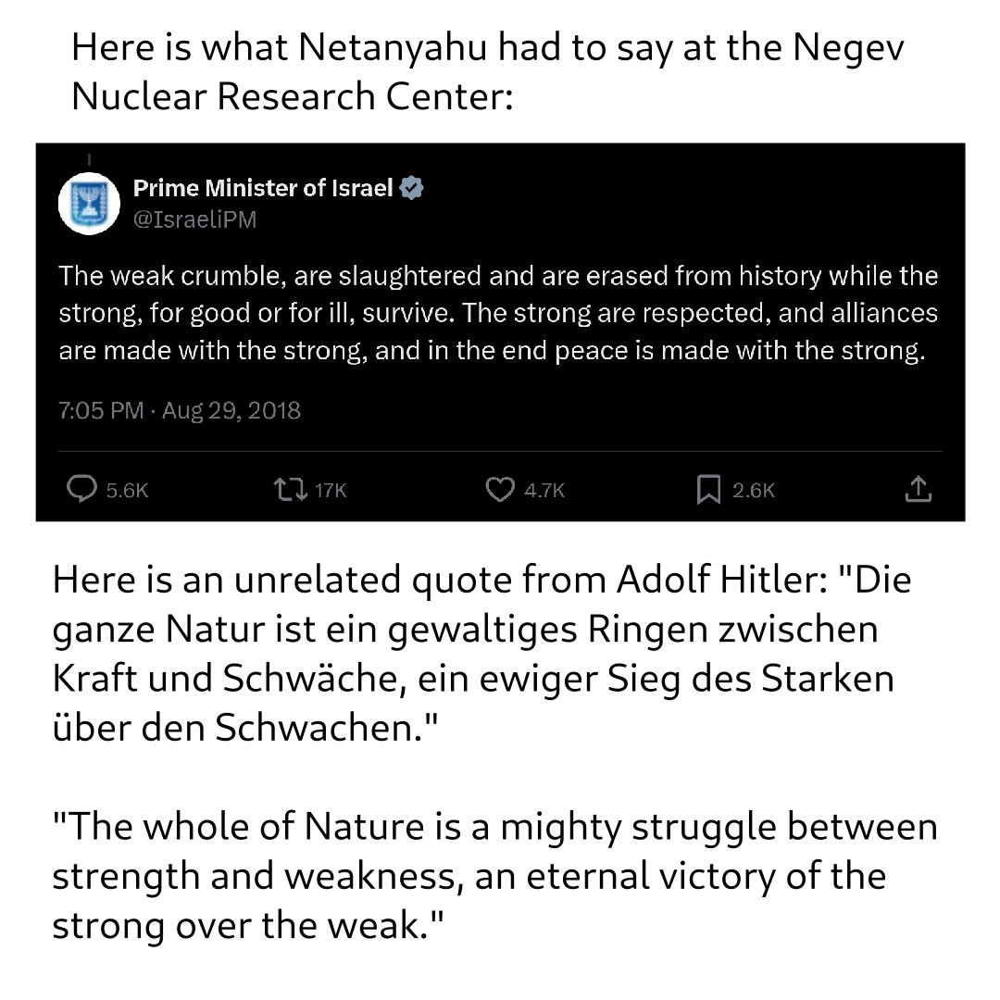 Here is what Netanyahu had to say at the Negev
Nuclear Research Center:
Prime Minister of Israel
@IsraeliPM
The weak crumble, are slaughtered and are erased from history while the
strong, for good or for ill, survive. The strong are respected, and alliances
are made with the strong, and in the end peace is made with the strong.
7:05 PM · Aug 29, 2018
5.6K 17K 4.7K 2.6K
Here is an unrelated quote from Adolf Hitler: "Die
ganze Natur ist ein gewaltiges Ringen zwischen
Kraft und Schwäche, ein ewiger Sieg des Starken
über den Schwachen."
"The whole of Nature is a mighty struggle between
strength and weakness, an eternal victory of the
strong over the weak."